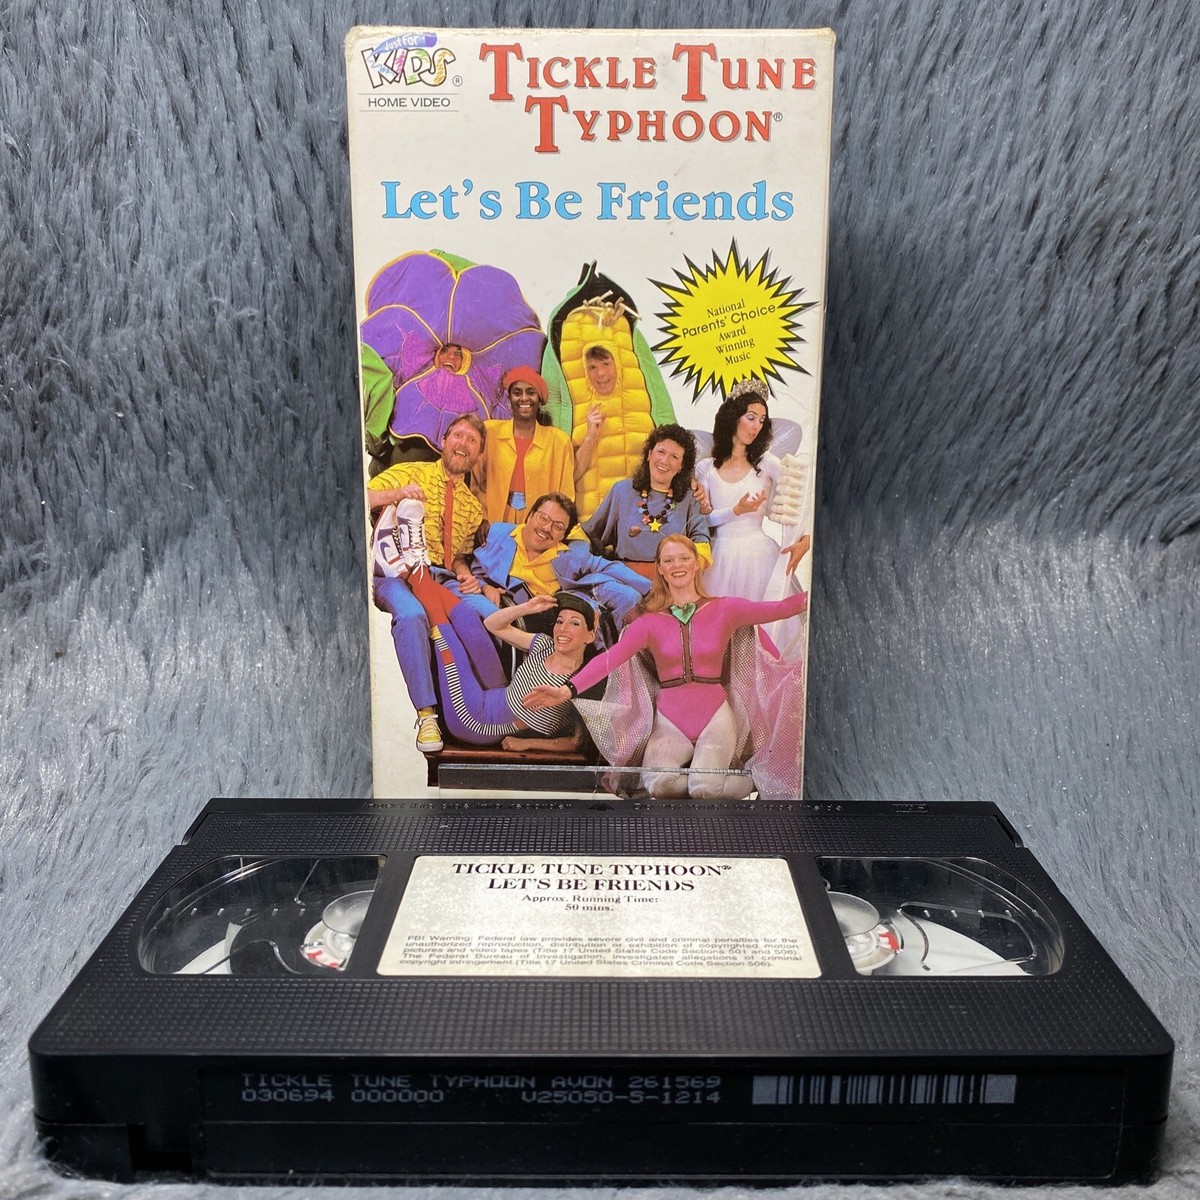 Just For
KIDS®
HOME VIDEO
TICKLE TUNE
TYPHOON®
Let's Be Friends
National
Parents' Choice
Award
Winning
Music
TICKLE TUNE TYPHOON®
LET'S BE FRIENDS
Approx. Running Time:
50 mins.
FBI Warning: Federal law provides severe civil and criminal penalties for the
unauthorized reproduction, distribution or exhibition of copyrighted motion
pictures and video tapes (Title 17 United States Code Sections 501 and 506).
The Federal Bureau of Investigation, investigates allegations of criminal
copyright infringement (Title 17 United States Criminal Code Section 506).
TICKLE TUNE TYPHOON AVON 261569
030694 000000 V25050-5-1214